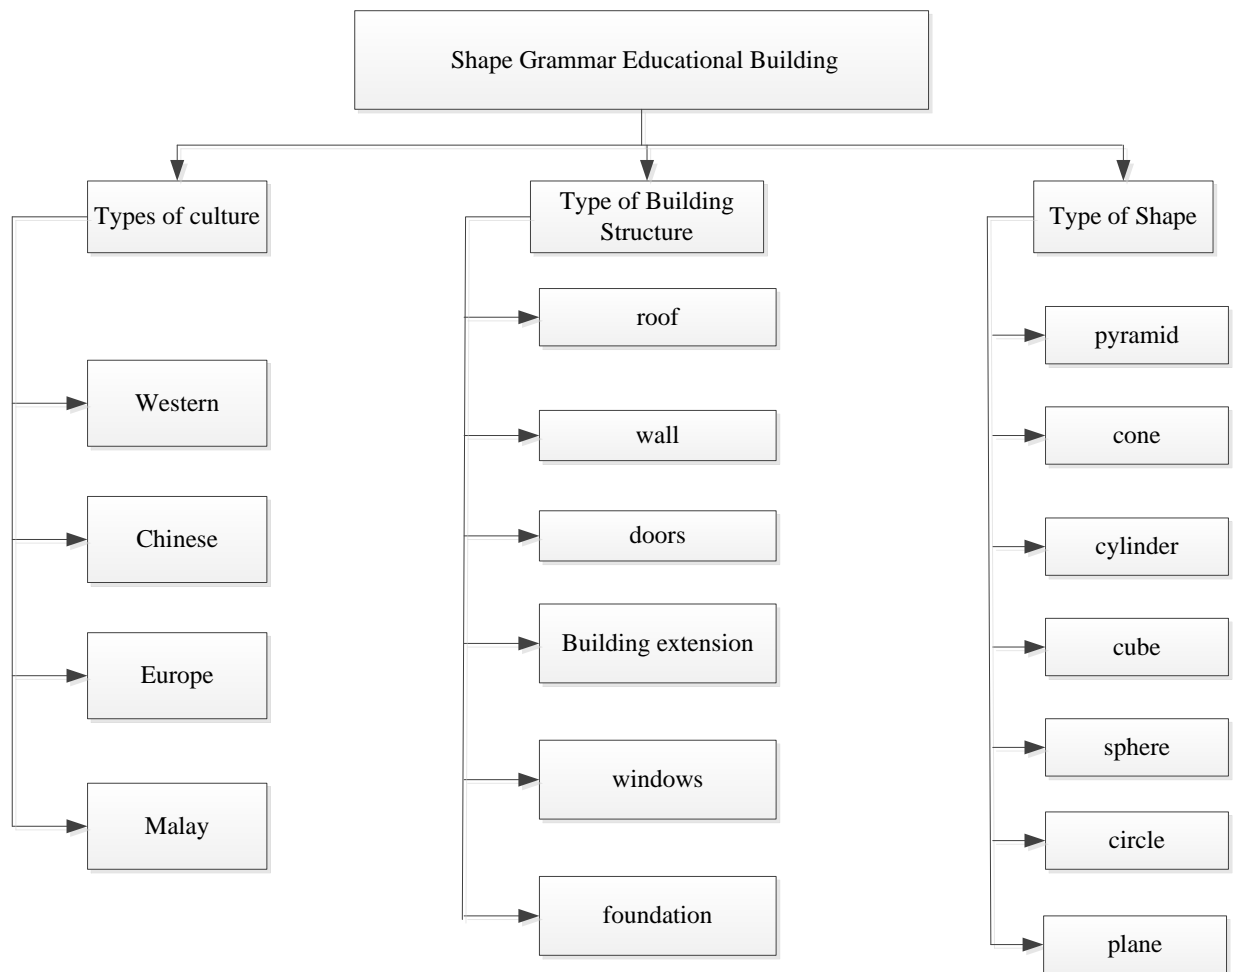 Shape Grammar Educational Building
Types of culture
Western
Chinese
Europe
Malay
Type of Building
Structure
roof
wall
doors
Building extension
windows
foundation
Type of Shape
pyramid
cone
cylinder
cube
sphere
circle
plane